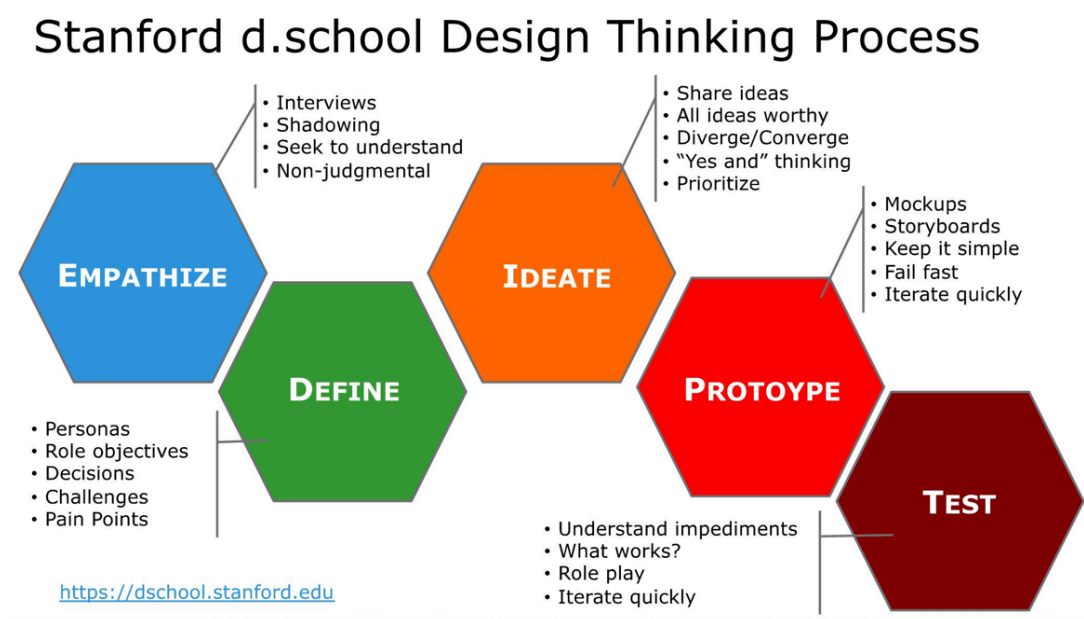 Stanford d.school Design Thinking Process
• Interviews
• Shadowing
• Seek to understand
• Non-judgmental
EMPATHIZE
• Personas
• Role objectives
• Decisions
• Challenges
• Pain Points
DEFINE
• Share ideas
• All ideas worthy
• Diverge/Converge
• “Yes and” thinking
• Prioritize
IDEATE
• Mockups
• Storyboards
• Keep it simple
• Fail fast
• Iterate quickly
PROTOYPE
• Understand impediments
• What works?
• Role play
• Iterate quickly
TEST
https://dschool.stanford.edu